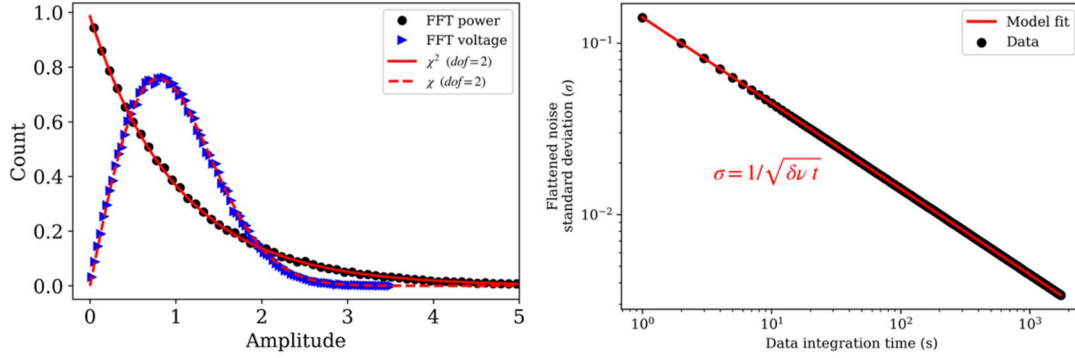 FFT power
FFT voltage
χ² (dof=2)
χ (dof=2)
1.0
0.8
0.6
0.4
0.2
0.0
Count
0
1
2
3
4
5
Amplitude
Model fit
Data
10⁻¹
10⁻²
Flattened noise
standard deviation (σ)
σ=1/√δν t
10⁰
10¹
10²
10³
Data integration time (s)